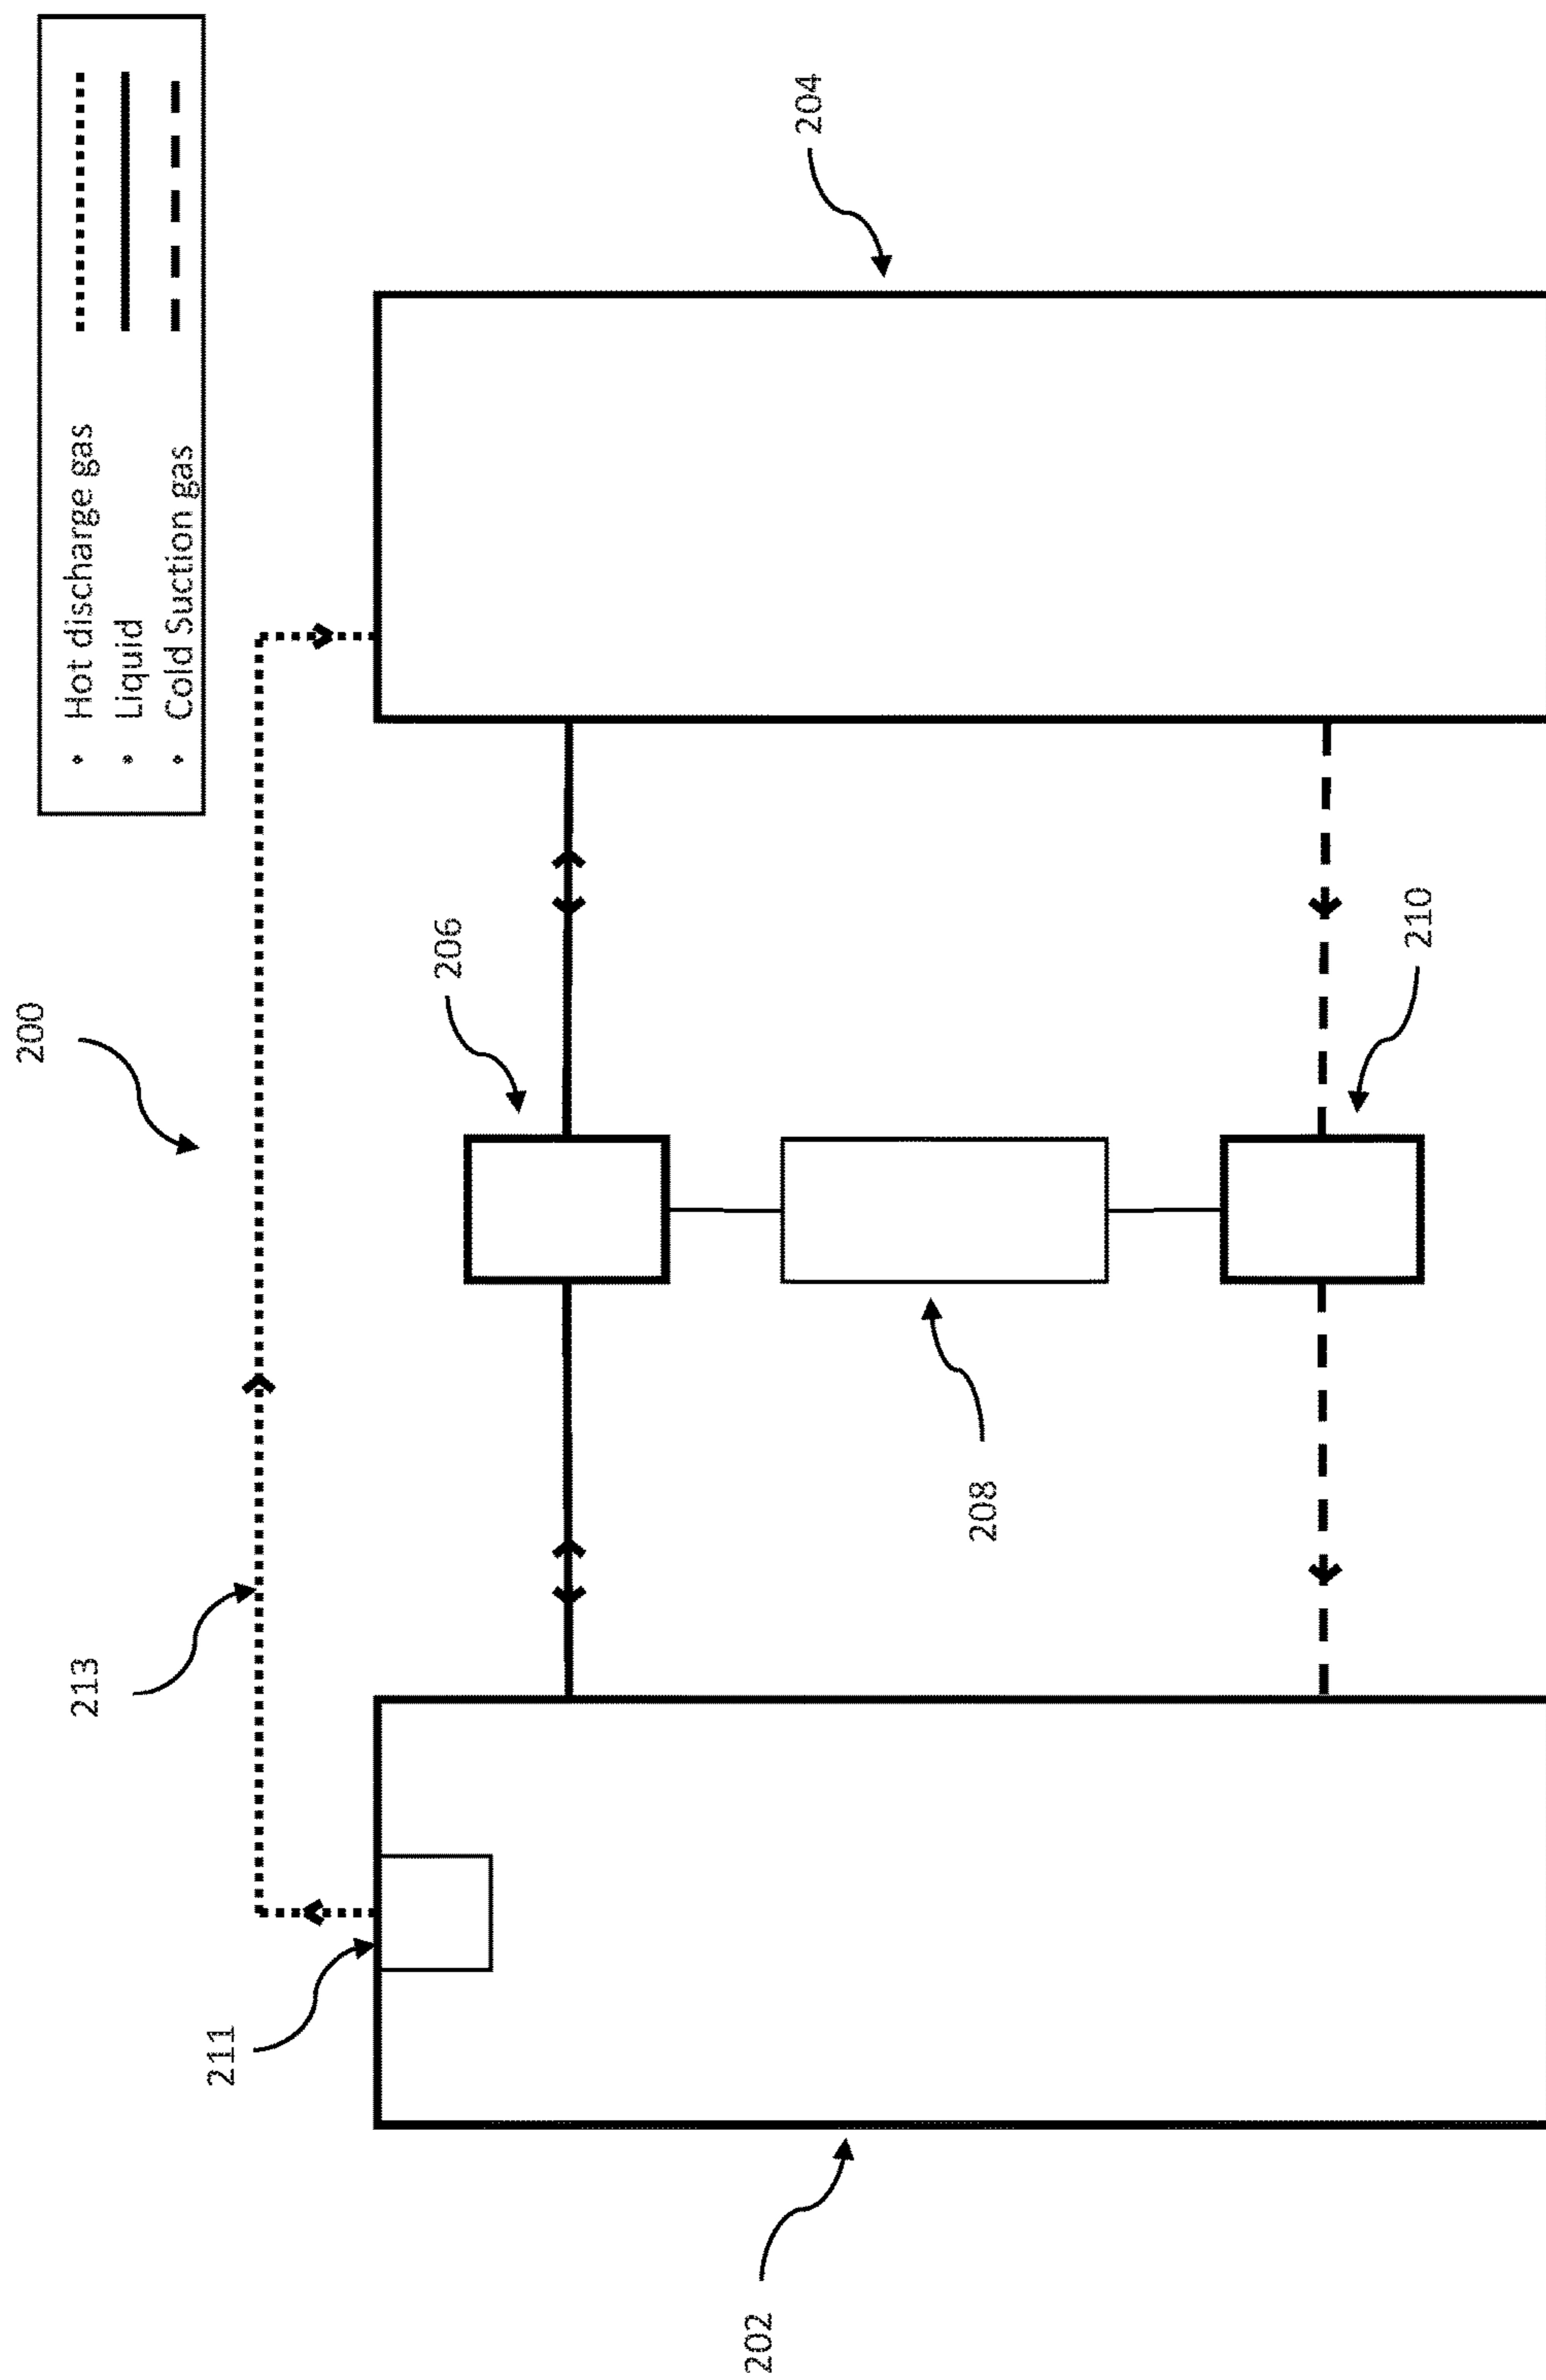 • Hot discharge gas
• Liquid
• Cold Suction gas
200
213
211
206
204
208
210
202